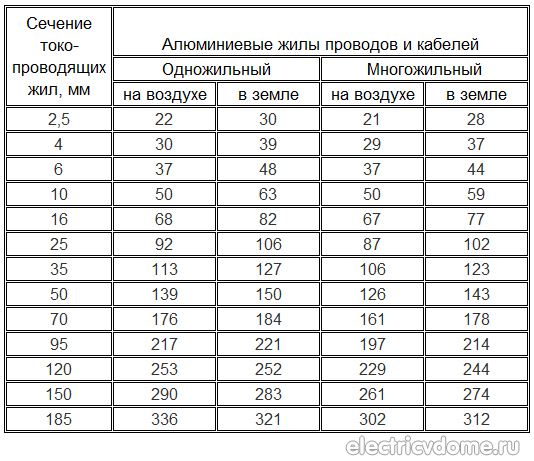 Сечение
токо-
проводящих
жил, мм
Алюминиевые жилы проводов и кабелей
Одножильный Многожильный
на воздухе в земле на воздухе в земле
2,5 22 30 21 28
4 30 39 29 37
6 37 48 37 44
10 50 63 50 59
16 68 82 67 77
25 92 106 87 102
35 113 127 106 123
50 139 150 126 143
70 176 184 161 178
95 217 221 197 214
120 253 252 229 244
150 290 283 261 274
185 336 321 302 312
electricvdome.ru